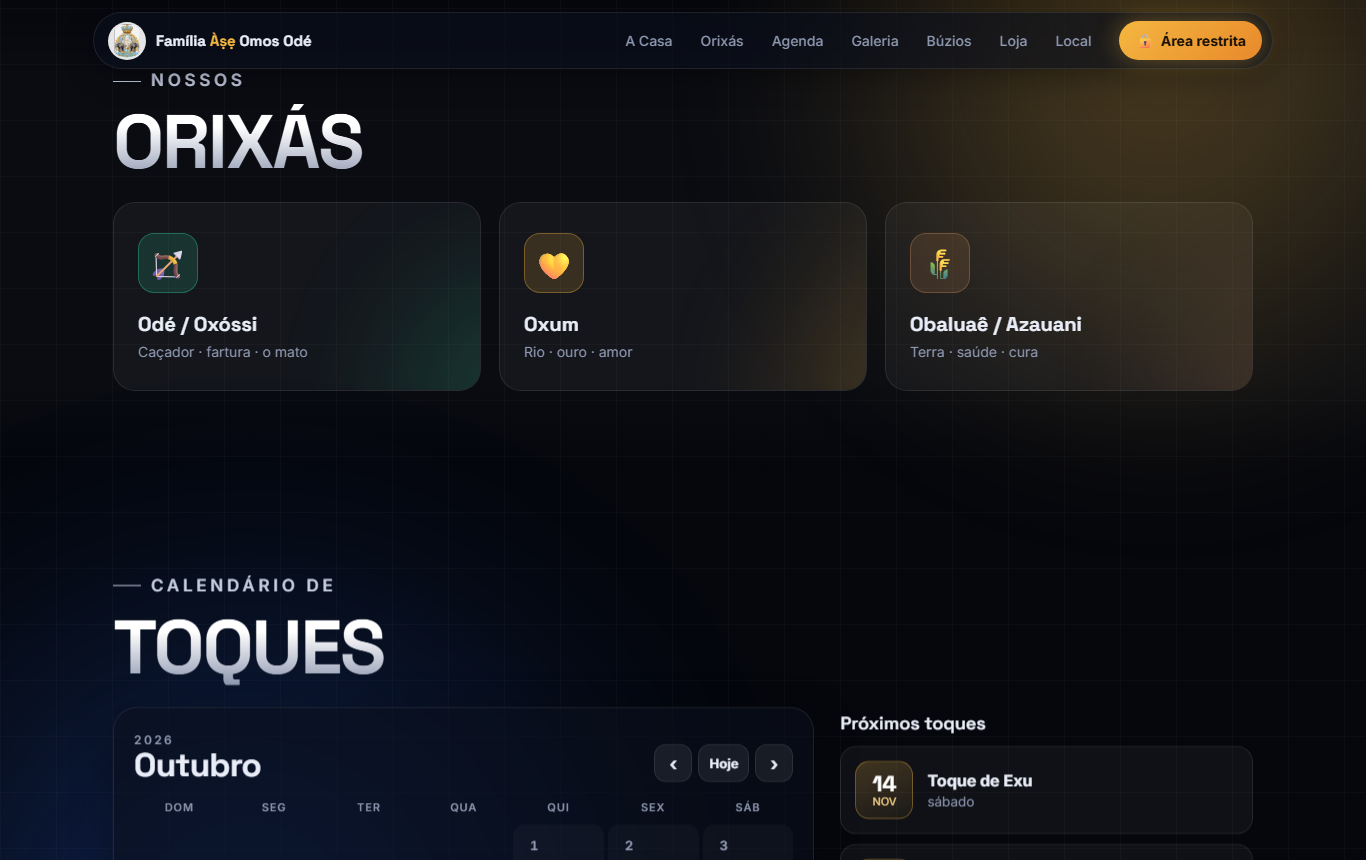 Família Àṣẹ Omos Odé
A Casa Orixás Agenda Galeria Búzios Loja Local Área restrita
NOSSOS
ORIXÁS
Odé / Oxóssi
Caçador · fartura · o mato
Oxum
Rio · ouro · amor
Obaluaê / Azauani
Terra · saúde · cura
CALENDÁRIO DE
TOQUES
2026
Outubro
‹ Hoje ›
DOM SEG TER QUA QUI SEX SÁB
1 2 3
Próximos toques
14
NOV
Toque de Exu
sábado